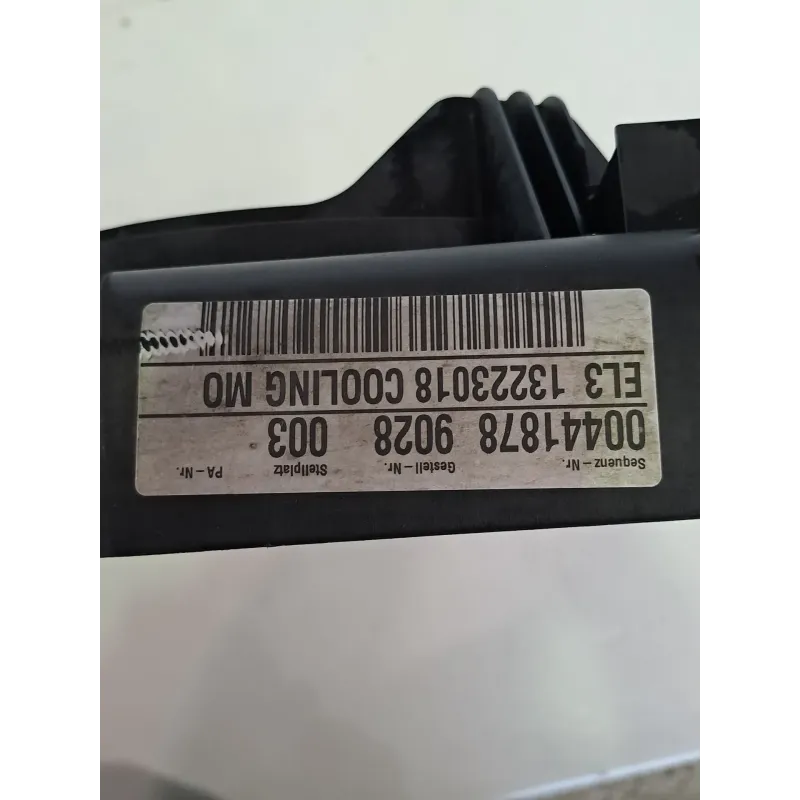 Sequenz-Nr. Gestell-Nr. Stellplatz PA-Nr.
00441878 9028 003
EL3 13223018 COOLING MO